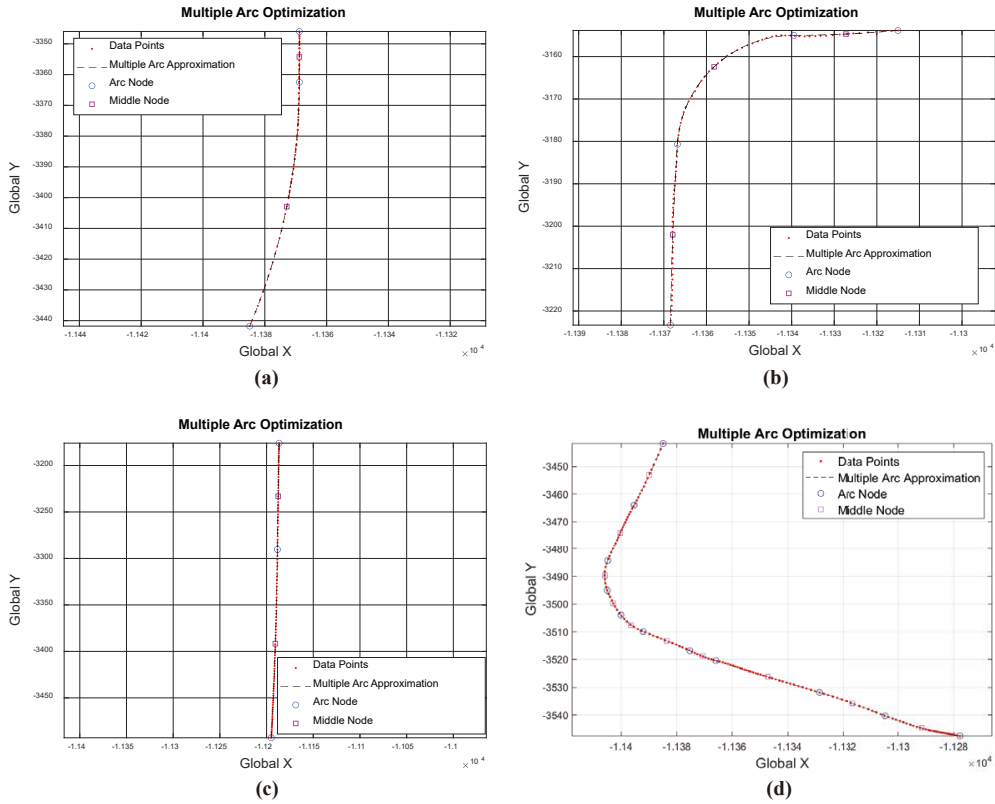 Multiple Arc Optimization
-3350
-3360
-3370
-3380
-3390
-3400
-3410
-3420
-3430
-3440
Global Y
Data Points
Multiple Arc Approximation
Arc Node
Middle Node
-1.144 -1.142 -1.14 -1.138 -1.136 -1.134 -1.132
Global X
× 10 4
(a)
Multiple Arc Optimization
-3160
-3170
-3180
-3190
-3200
-3210
-3220
Global Y
Data Points
Multiple Arc Approximation
Arc Node
Middle Node
-1.139 -1.138 -1.137 -1.136 -1.135 -1.134 -1.133 -1.132 -1.131 -1.13
Global X
× 10 4
(b)
Multiple Arc Optimization
-3200
-3250
-3300
-3350
-3400
-3450
Global Y
Data Points
Multiple Arc Approximation
Arc Node
Middle Node
-1.14 -1.135 -1.13 -1.125 -1.12 -1.115 -1.11 -1.105 -1.1
Global X
× 10 4
(c)
Multiple Arc Optimization
-3450
-3460
-3470
-3480
-3490
-3500
-3510
-3520
-3530
-3540
Global Y
Data Points
Multiple Arc Approximation
Arc Node
Middle Node
-1.14 -1.138 -1.136 -1.134 -1.132 -1.13 -1.128
Global X
× 10 4
(d)